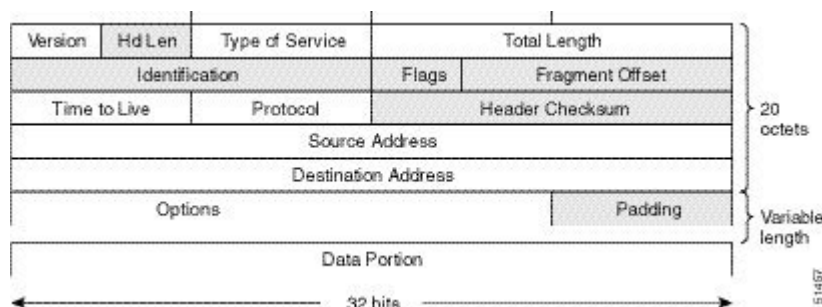 Version Hd Len Type of Service Total Length
Identification Flags Fragment Offset
Time to Live Protocol Header Checksum
20
octets
Source Address
Destination Address
Options Padding
Variable
length
Data Portion
32 bits
51457